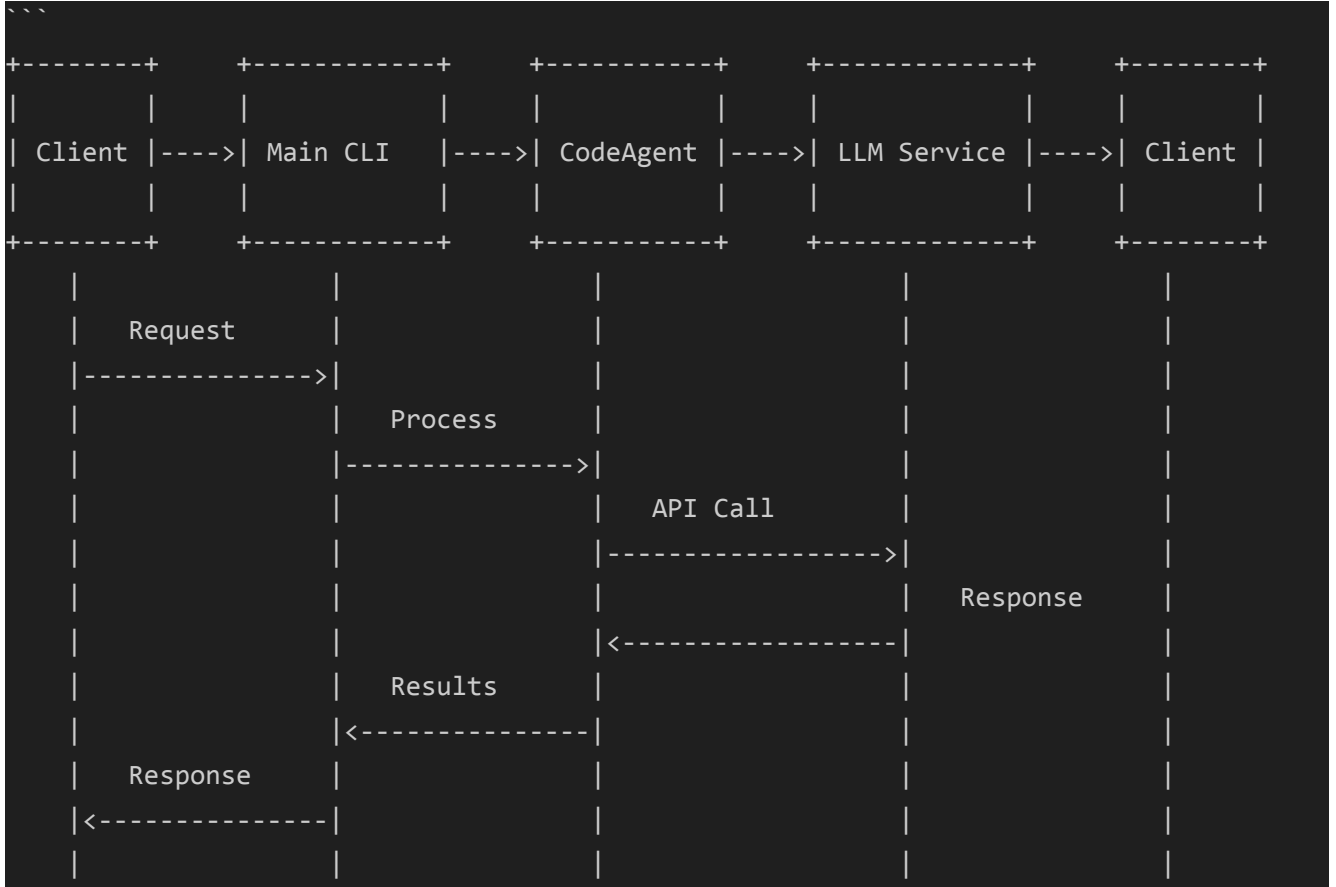 ```
+--------+     +------------+     +-----------+     +-------------+     +--------+
|        |     |            |     |           |     |             |     |        |
| Client |---->| Main CLI   |---->| CodeAgent |---->| LLM Service |---->| Client |
|        |     |            |     |           |     |             |     |        |
+--------+     +------------+     +-----------+     +-------------+     +--------+
    |                |                |                   |                |
    |   Request      |                |                   |                |
    |--------------->|                |                   |                |
    |                |   Process      |                   |                |
    |                |--------------->|                   |                |
    |                |                |   API Call        |                |
    |                |                |------------------>|                |
    |                |                |                   |   Response     |
    |                |                |<------------------|                |
    |                |   Results      |                   |                |
    |                |<---------------|                   |                |
    |   Response     |                |                   |                |
    |<---------------|                |                   |                |
    |                |                |                   |                |